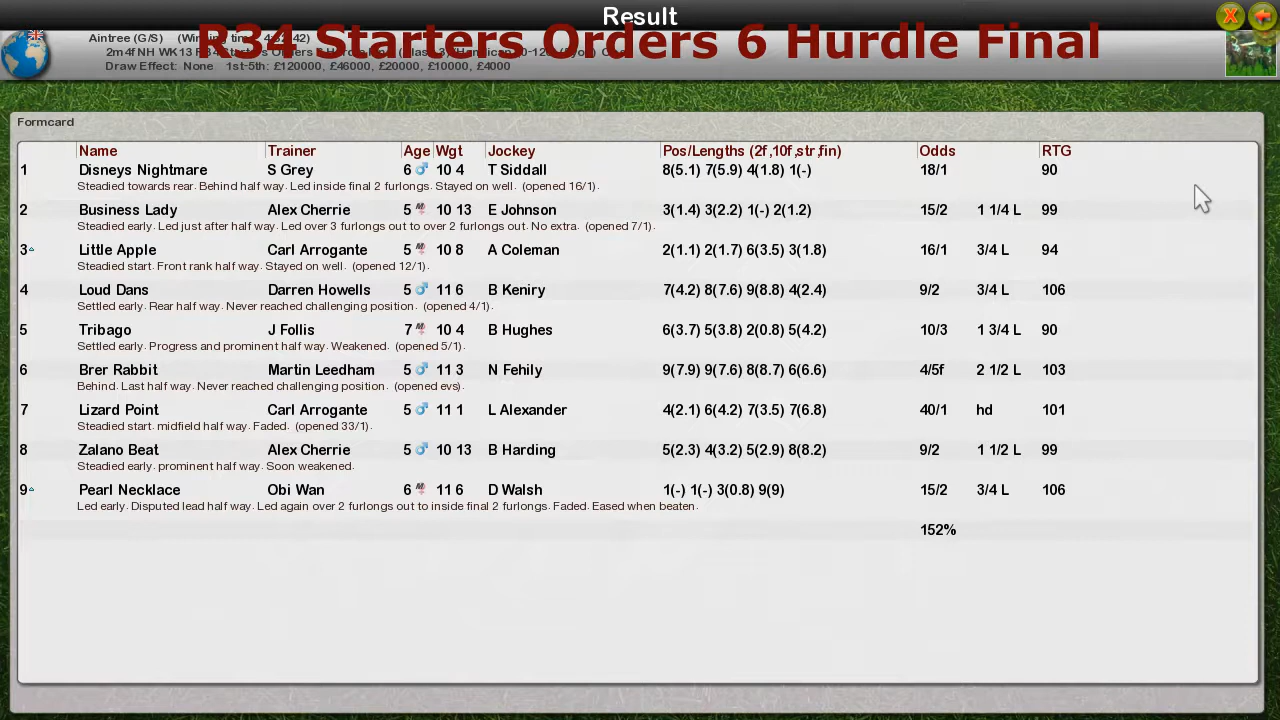 Result
R34 Starters Orders 6 Hurdle Final
Aintree (G/S)
2m4f NH WK13
Draw Effect: None 1st-5th: £120000, £46000, £20000, £10000, £4000
Formcard
Name Trainer Age Wgt Jockey Pos/Lengths (2f,10f,str,fin) Odds RTG
1 Disneys Nightmare S Grey 6 10 4 T Siddall 8(5.1) 7(5.9) 4(1.8) 1(-) 18/1 90
Steadied towards rear. Behind half way. Led inside final 2 furlongs. Stayed on well. (opened 16/1).
2 Business Lady Alex Cherrie 5 10 13 E Johnson 3(1.4) 3(2.2) 1(-) 2(1.2) 15/2 1 1/4 L 99
Steadied early. Led just after half way. Led over 3 furlongs out to over 2 furlongs out. No extra. (opened 7/1).
3 Little Apple Carl Arrogante 5 10 8 A Coleman 2(1.1) 2(1.7) 6(3.5) 3(1.8) 16/1 3/4 L 94
Steadied start. Front rank half way. Stayed on well. (opened 12/1).
4 Loud Dans Darren Howells 5 11 6 B Keniry 7(4.2) 8(7.6) 9(8.8) 4(2.4) 9/2 3/4 L 106
Settled early. Rear half way. Never reached challenging position. (opened 4/1).
5 Tribago J Follis 7 10 4 B Hughes 6(3.7) 5(3.8) 2(0.8) 5(4.2) 10/3 1 3/4 L 90
Settled early. Progress and prominent half way. Weakened. (opened 5/1).
6 Brer Rabbit Martin Leedham 5 11 3 N Fehily 9(7.9) 9(7.6) 8(8.7) 6(6.6) 4/5f 2 1/2 L 103
Behind. Last half way. Never reached challenging position. (opened evs).
7 Lizard Point Carl Arrogante 5 11 1 L Alexander 4(2.1) 6(4.2) 7(3.5) 7(6.8) 40/1 hd 101
Steadied start. midfield half way. Faded. (opened 33/1).
8 Zalano Beat Alex Cherrie 5 10 13 B Harding 5(2.3) 4(3.2) 5(2.9) 8(8.2) 9/2 1 1/2 L 99
Steadied early. prominent half way. Soon weakened.
9 Pearl Necklace Obi Wan 6 11 6 D Walsh 1(-) 1(-) 3(0.8) 9(9) 15/2 3/4 L 106
Led early. Disputed lead half way. Led again over 2 furlongs out to inside final 2 furlongs. Faded. Eased when beaten.
152%